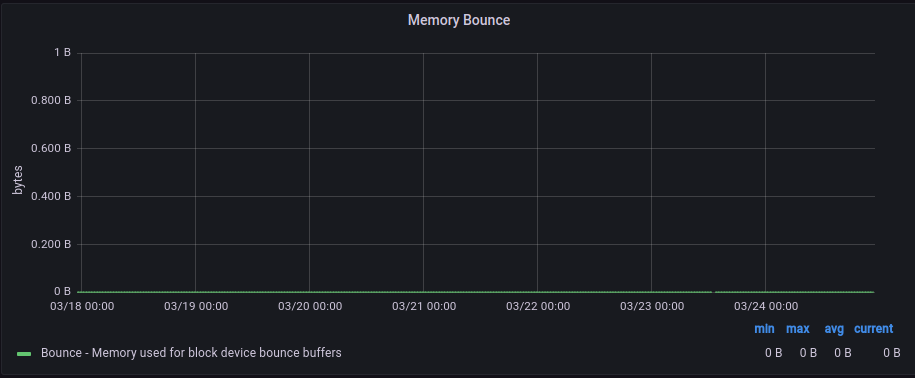 Memory Bounce
1 B
0.800 B
0.600 B
0.400 B
0.200 B
0 B
bytes
03/18 00:00 03/19 00:00 03/20 00:00 03/21 00:00 03/22 00:00 03/23 00:00 03/24 00:00
min max avg current
Bounce - Memory used for block device bounce buffers 0 B 0 B 0 B 0 B